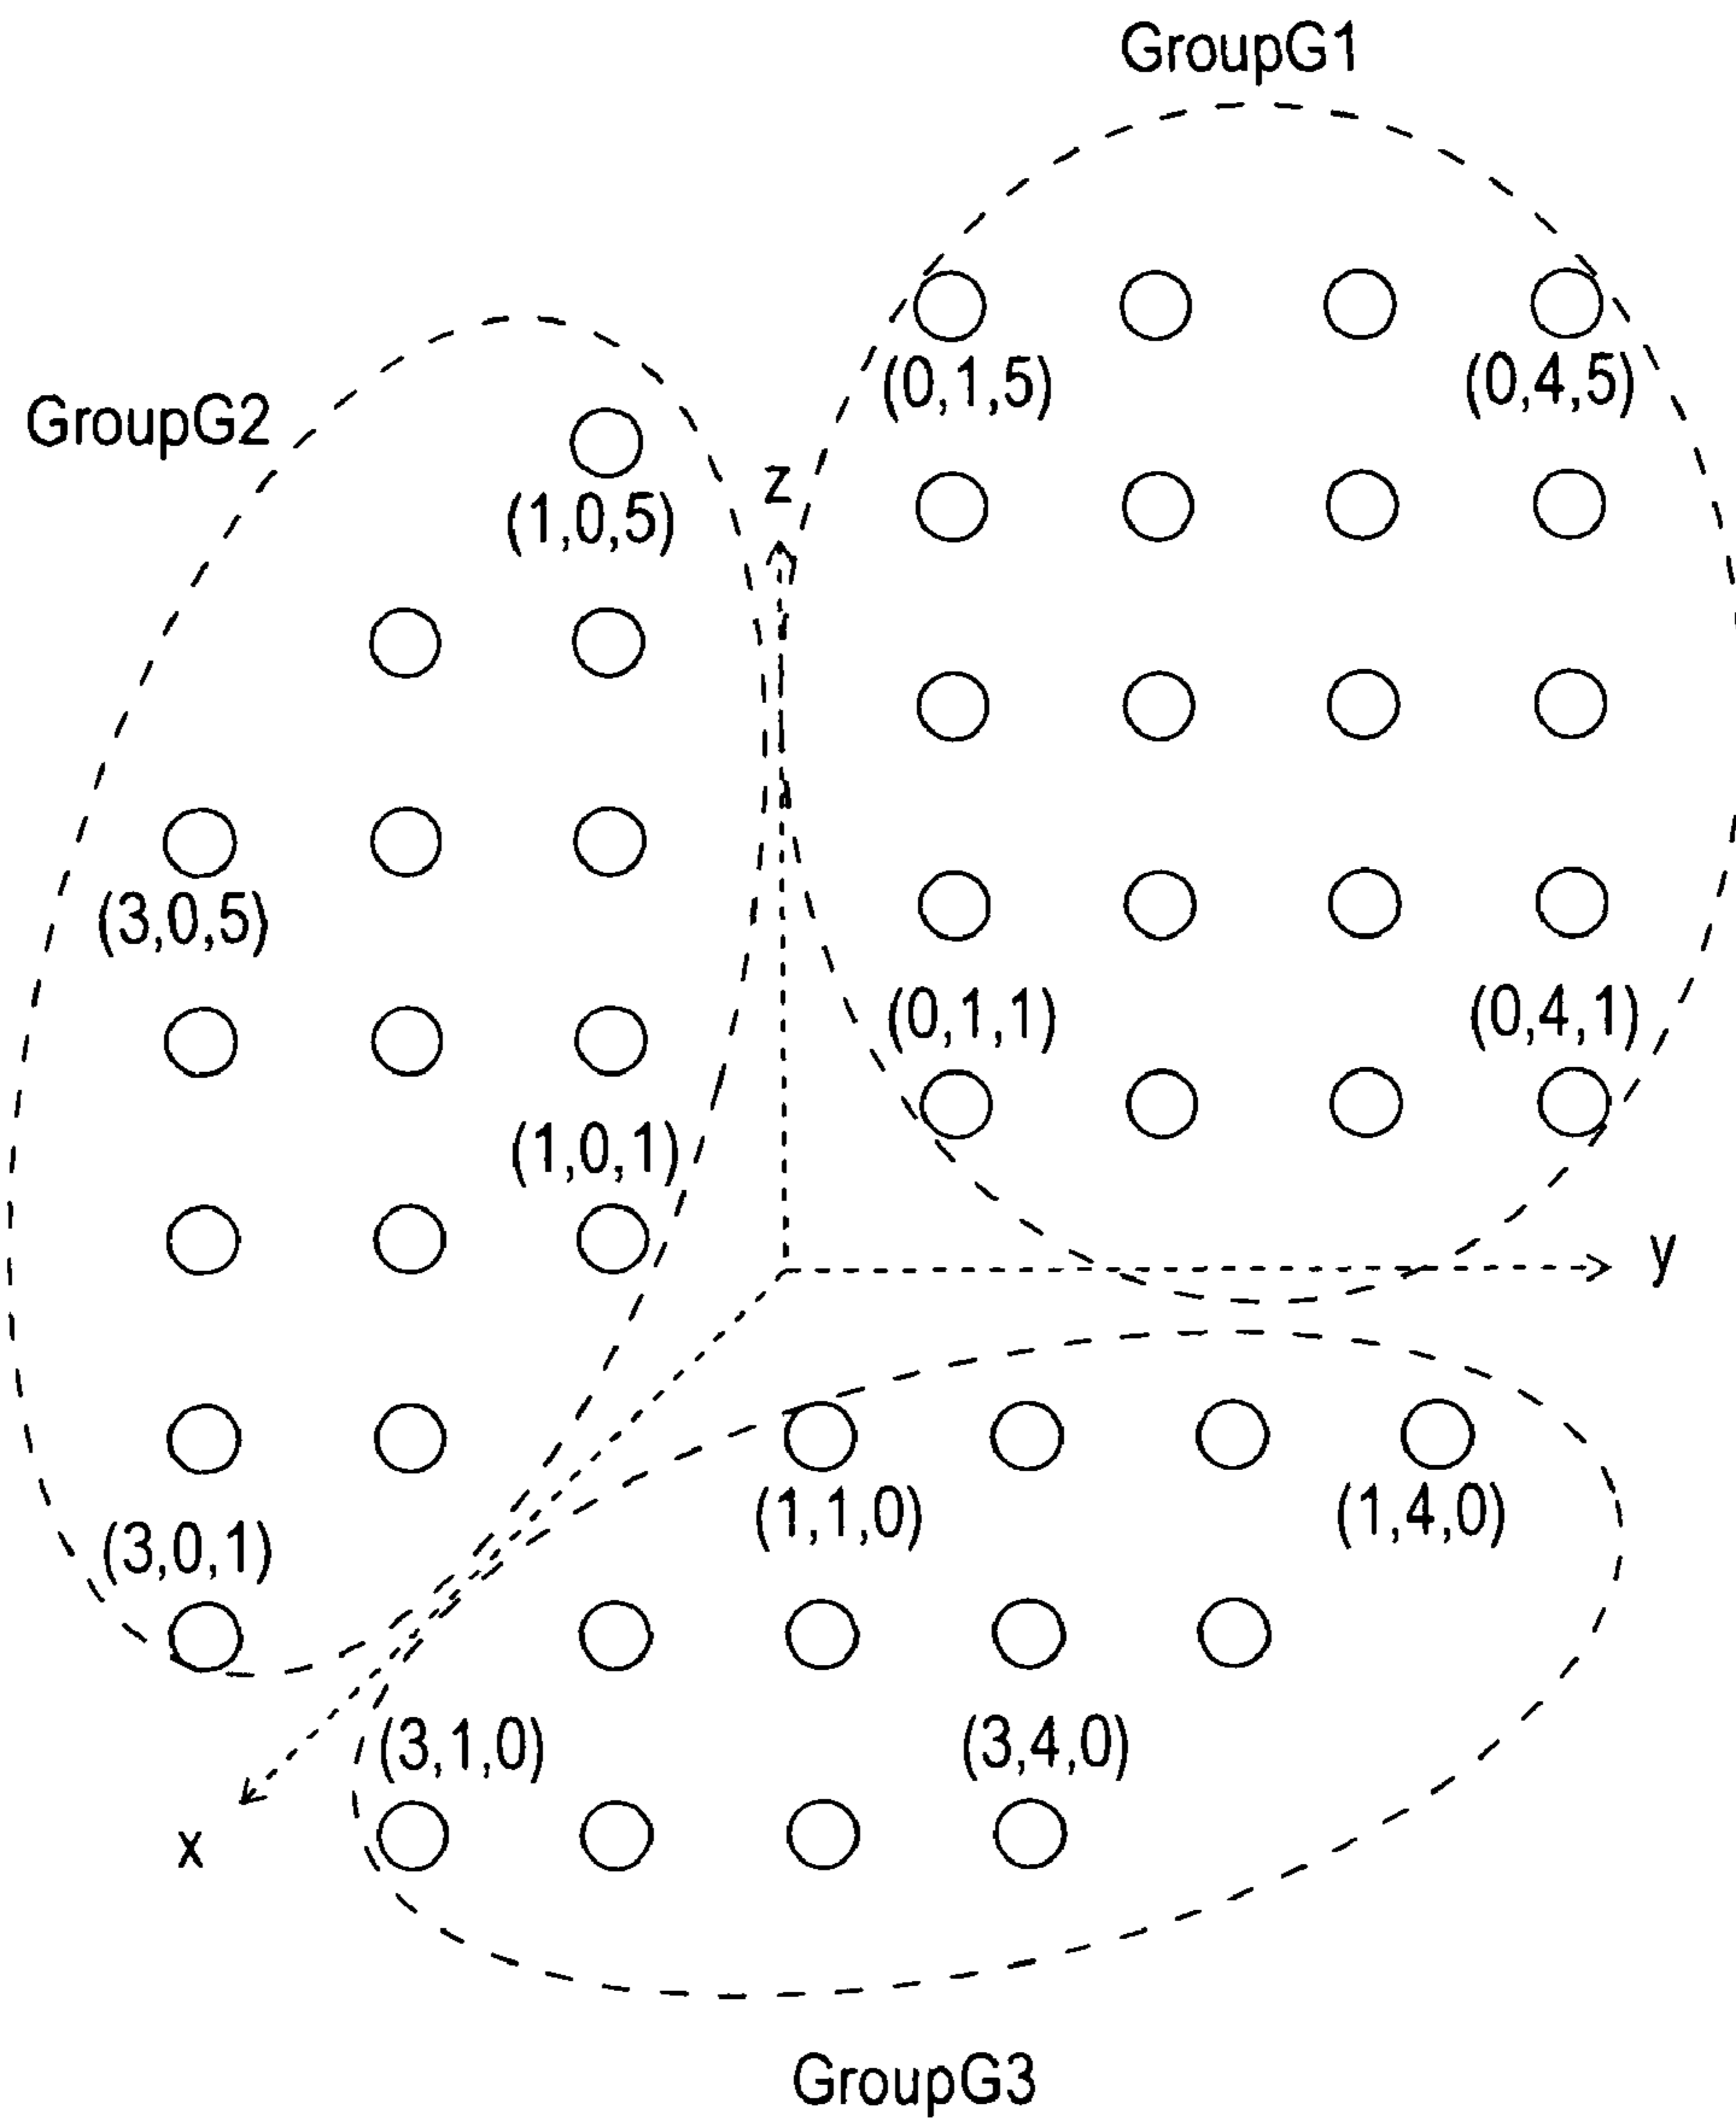 GroupG1
(0,1,5)
(0,4,5)
GroupG2
z
(1,0,5)
(3,0,5)
(0,1,1)
(0,4,1)
(1,0,1)
y
(1,1,0)
(1,4,0)
(3,0,1)
(3,1,0)
(3,4,0)
x
GroupG3